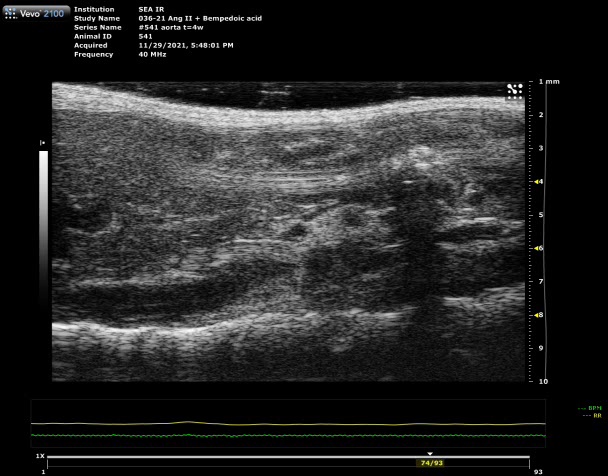 Vevo 2100
Institution SEA IR
Study Name 036-21 Ang II + Bempedoic acid
Series Name #541 aorta t=4w
Animal ID 541
Acquired 11/29/2021, 5:48:01 PM
Frequency 40 MHz
1 mm
2
3
4
5
6
7
8
9
10
BPM
RR
1X
74/93
1
93